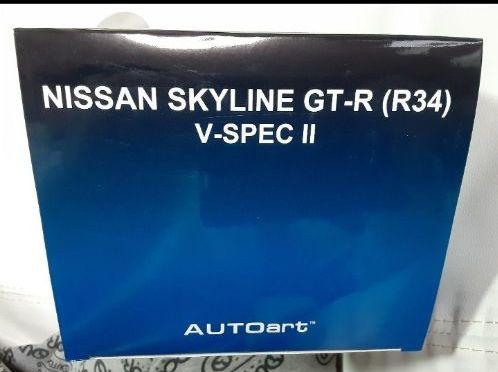 NISSAN SKYLINE GT-R (R34)
V-SPEC II
AUTOart™